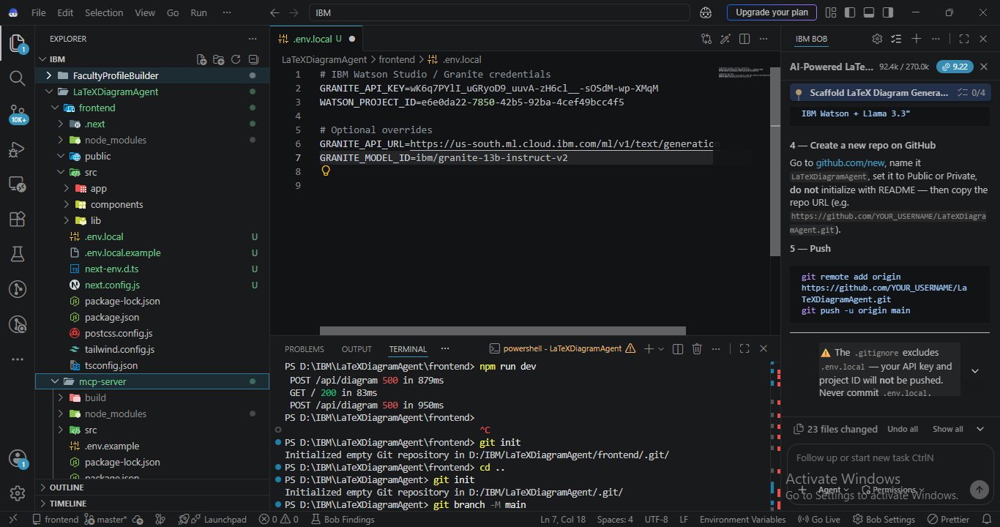 File Edit Selection View Go Run ··· IBM Upgrade your plan
EXPLORER ···
IBM
FacultyProfileBuilder
LaTeXDiagramAgent
frontend
.next
node_modules
public
src
app
components
lib
.env.local U
.env.local.example U
next-env.d.ts U
next.config.js U
package-lock.json
package.json
postcss.config.js
tailwind.config.js
tsconfig.json
mcp-server
build
node_modules
src
.env.example
package-lock.json
package.json
OUTLINE
TIMELINE
1
10K+
1
.env.local U
LaTeXDiagramAgent > frontend > .env.local
1 # IBM Watson Studio / Granite credentials
2 GRANITE_API_KEY=wK6q7PYlI_uGRyoD9_uuvA-zH6cl__-sOSdM-wp-XMqM
3 WATSON_PROJECT_ID=e6e0da22-7850-42b5-92ba-4cef49bcc4f5
4
5 # Optional overrides
6 GRANITE_API_URL=https://us-south.ml.cloud.ibm.com/ml/v1/text/generation
7 GRANITE_MODEL_ID=ibm/granite-13b-instruct-v2
8
9
PROBLEMS OUTPUT TERMINAL ··· powershell - LaTeXDiagramAgent
PS D:\IBM\LaTeXDiagramAgent\frontend> npm run dev
POST /api/diagram 500 in 879ms
GET / 200 in 83ms
POST /api/diagram 500 in 950ms
PS D:\IBM\LaTeXDiagramAgent\frontend>
^C
PS D:\IBM\LaTeXDiagramAgent\frontend> git init
Initialized empty Git repository in D:/IBM/LaTeXDiagramAgent/frontend/.git/
PS D:\IBM\LaTeXDiagramAgent\frontend> cd ..
PS D:\IBM\LaTeXDiagramAgent> git init
Initialized empty Git repository in D:/IBM/LaTeXDiagramAgent/.git/
PS D:\IBM\LaTeXDiagramAgent> git branch -M main
IBM BOB
AI-Powered LaTe... 92.4k / 270.0k 9.22
Scaffold LaTeX Diagram Genera... 0/4
IBM Watson + Llama 3.3"
4 — Create a new repo on GitHub
Go to github.com/new, name it
LaTeXDiagramAgent, set it to Public or Private,
do not initialize with README — then copy the
repo URL (e.g.
https://github.com/YOUR_USERNAME/LaTeXDiagra
mAgent.git).
5 — Push
git remote add origin
https://github.com/YOUR_USERNAME/La
TeXDiagramAgent.git
git push -u origin main
The .gitignore excludes
.env.local — your API key and
project ID will not be pushed.
Never commit .env.local.
23 files changed Undo all Show all
Follow up or start new task CtrlN
Activate Windows
Agent Permissions
Go to Settings to activate Windows.
frontend master* Launchpad 0 0 Bob Findings Ln 7, Col 18 Spaces: 4 UTF-8 LF Environment Variables Go Live Bob Settings Prettier